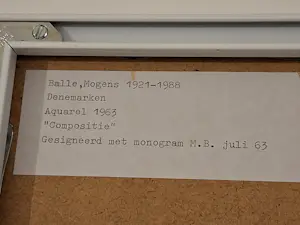 Balle,Mogens 1921-1988
Denemarken
Aquarel 1963
"Compositie"
Gesigneerd met monogram M.B. juli 63